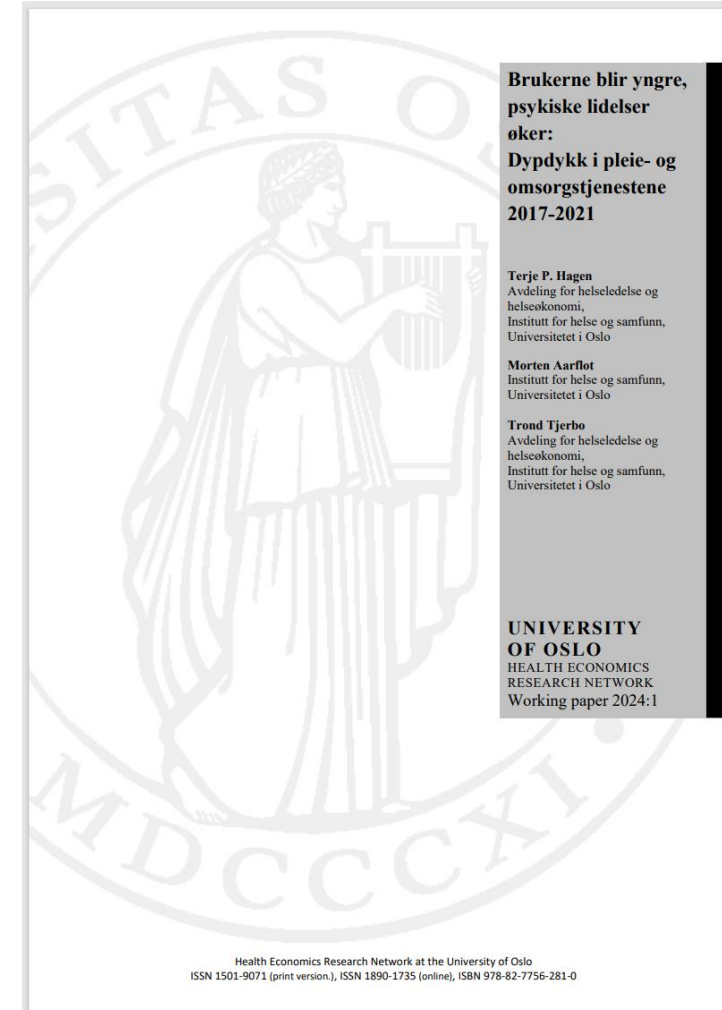 SITAS O
MDCCCXI
Brukerne blir yngre,
psykiske lidelser
øker:
Dypdykk i pleie- og
omsorgstjenestene
2017-2021
Terje P. Hagen
Avdeling for helseledelse og
helseøkonomi,
Institutt for helse og samfunn,
Universitetet i Oslo
Morten Aarflot
Institutt for helse og samfunn,
Universitetet i Oslo
Trond Tjerbo
Avdeling for helseledelse og
helseøkonomi,
Institutt for helse og samfunn,
Universitetet i Oslo
UNIVERSITY
OF OSLO
HEALTH ECONOMICS
RESEARCH NETWORK
Working paper 2024:1
Health Economics Research Network at the University of Oslo
ISSN 1501-9071 (print version.), ISSN 1890-1735 (online), ISBN 978-82-7756-281-0